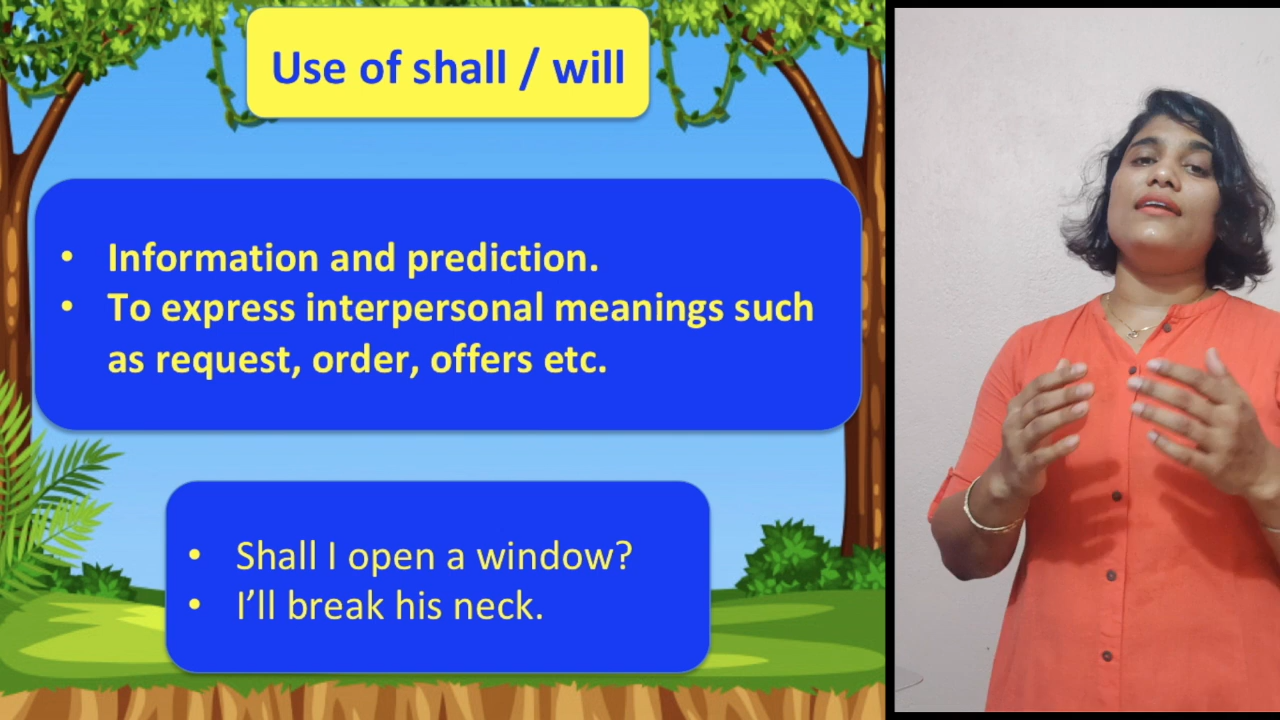 Use of shall / will
• Information and prediction.
• To express interpersonal meanings such
as request, order, offers etc.
• Shall I open a window?
• I’ll break his neck.